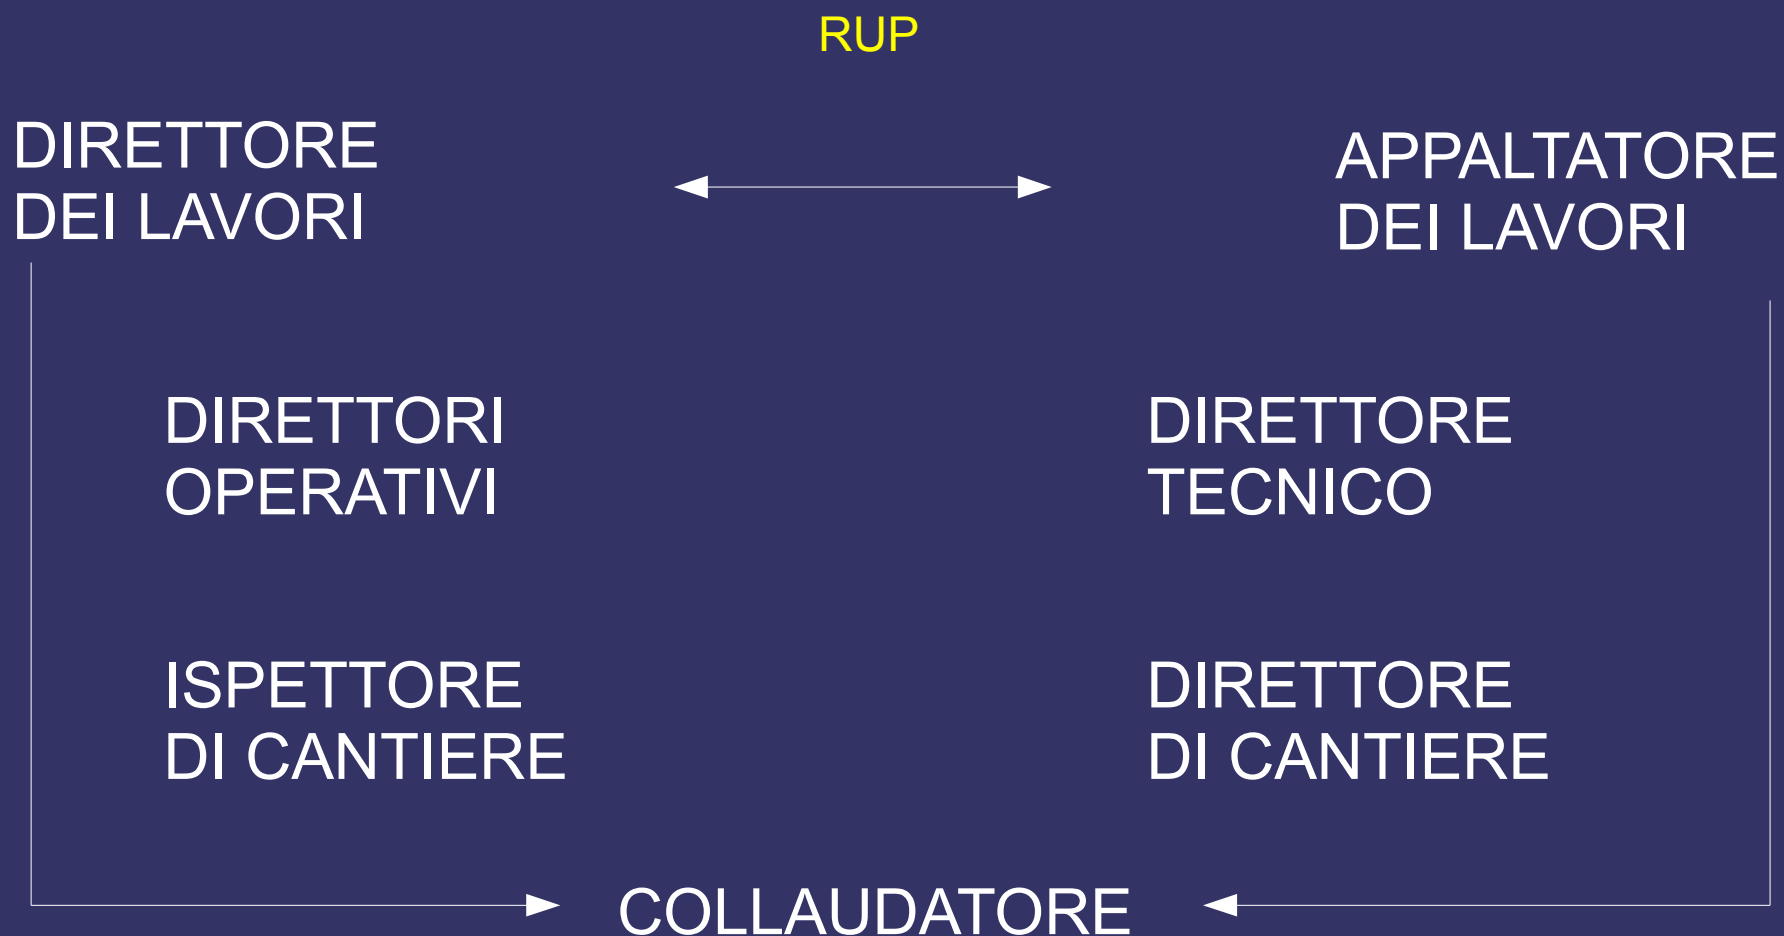 RUP
DIRETTORE
DEI LAVORI
APPALTATORE
DEI LAVORI
DIRETTORI
OPERATIVI
DIRETTORE
TECNICO
ISPETTORE
DI CANTIERE
DIRETTORE
DI CANTIERE
COLLAUDATORE